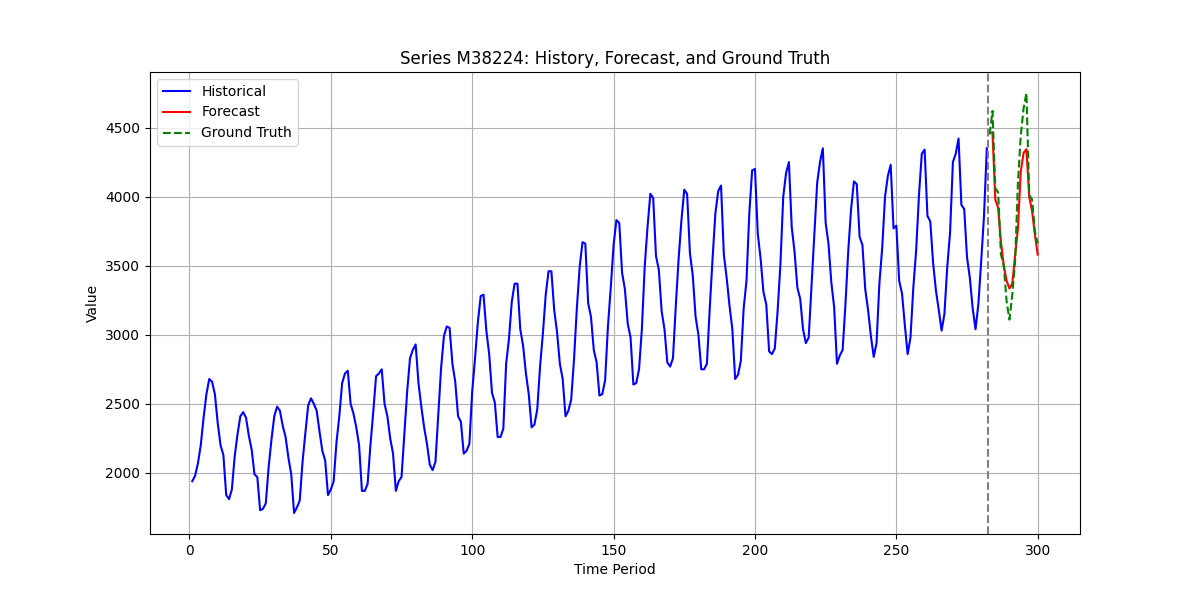 Series M38224: History, Forecast, and Ground Truth
Historical
Forecast
Ground Truth
4500
4000
3500
3000
2500
2000
Value
0 50 100 150 200 250 300
Time Period